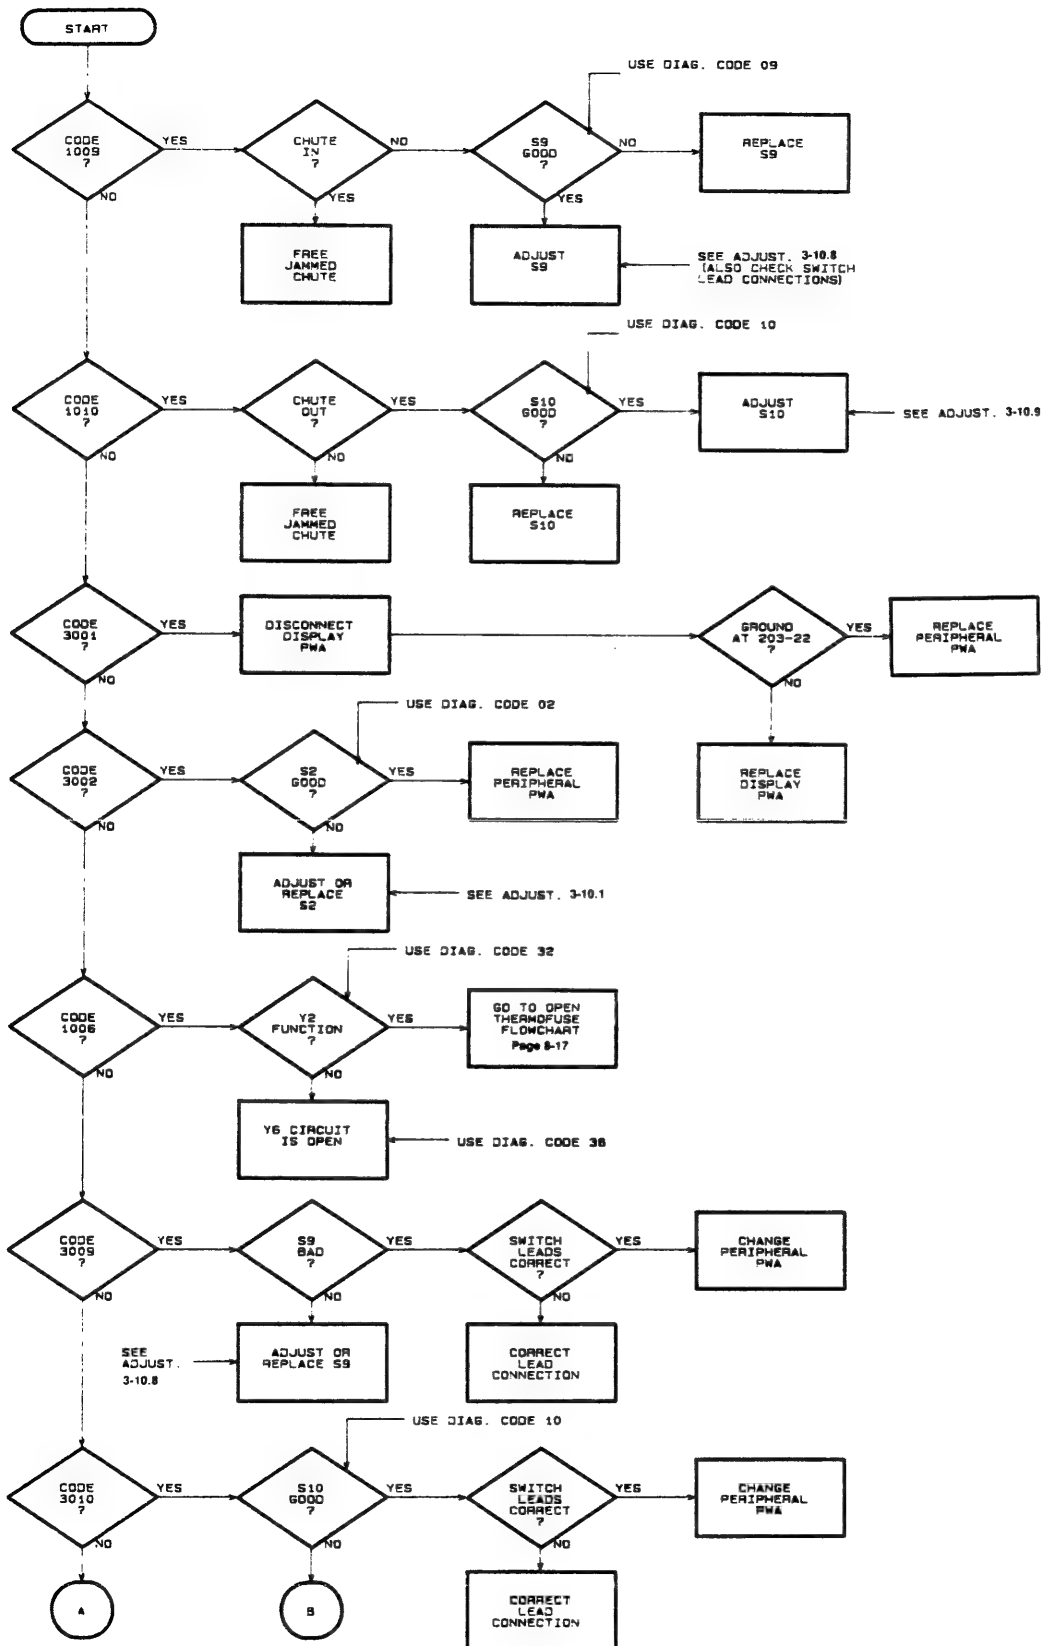 START
USE DIAG. CODE 09
CODE
1009
?
YES
NO
CHUTE
IN
?
NO
YES
S9
GOOD
?
NO
YES
REPLACE
S9
FREE
JAMMED
CHUTE
ADJUST
S9
SEE ADJUST. 3-10.8
(ALSO CHECK SWITCH
LEAD CONNECTIONS)
USE DIAG. CODE 10
CODE
1010
?
YES
NO
CHUTE
OUT
?
YES
NO
S10
GOOD
?
YES
NO
ADJUST
S10
SEE ADJUST. 3-10.9
FREE
JAMMED
CHUTE
REPLACE
S10
CODE
3001
?
YES
NO
DISCONNECT
DISPLAY
PWA
GROUND
AT 203-22
?
YES
NO
REPLACE
PERIPHERAL
PWA
USE DIAG. CODE 02
CODE
3002
?
YES
NO
S2
GOOD
?
YES
NO
REPLACE
PERIPHERAL
PWA
REPLACE
DISPLAY
PWA
ADJUST OR
REPLACE
S2
SEE ADJUST. 3-10.1
USE DIAG. CODE 32
CODE
1006
?
YES
NO
Y2
FUNCTION
?
YES
NO
GO TO OPEN
THERMOFUSE
FLOWCHART
Page 6-17
Y6 CIRCUIT
IS OPEN
USE DIAG. CODE 36
CODE
3009
?
YES
NO
S9
BAD
?
YES
NO
SWITCH
LEADS
CORRECT
?
YES
NO
CHANGE
PERIPHERAL
PWA
SEE
ADJUST.
3-10.8
ADJUST OR
REPLACE S9
CORRECT
LEAD
CONNECTION
USE DIAG. CODE 10
CODE
3010
?
YES
NO
S10
GOOD
?
YES
NO
SWITCH
LEADS
CORRECT
?
YES
NO
CHANGE
PERIPHERAL
PWA
A
B
CORRECT
LEAD
CONNECTION